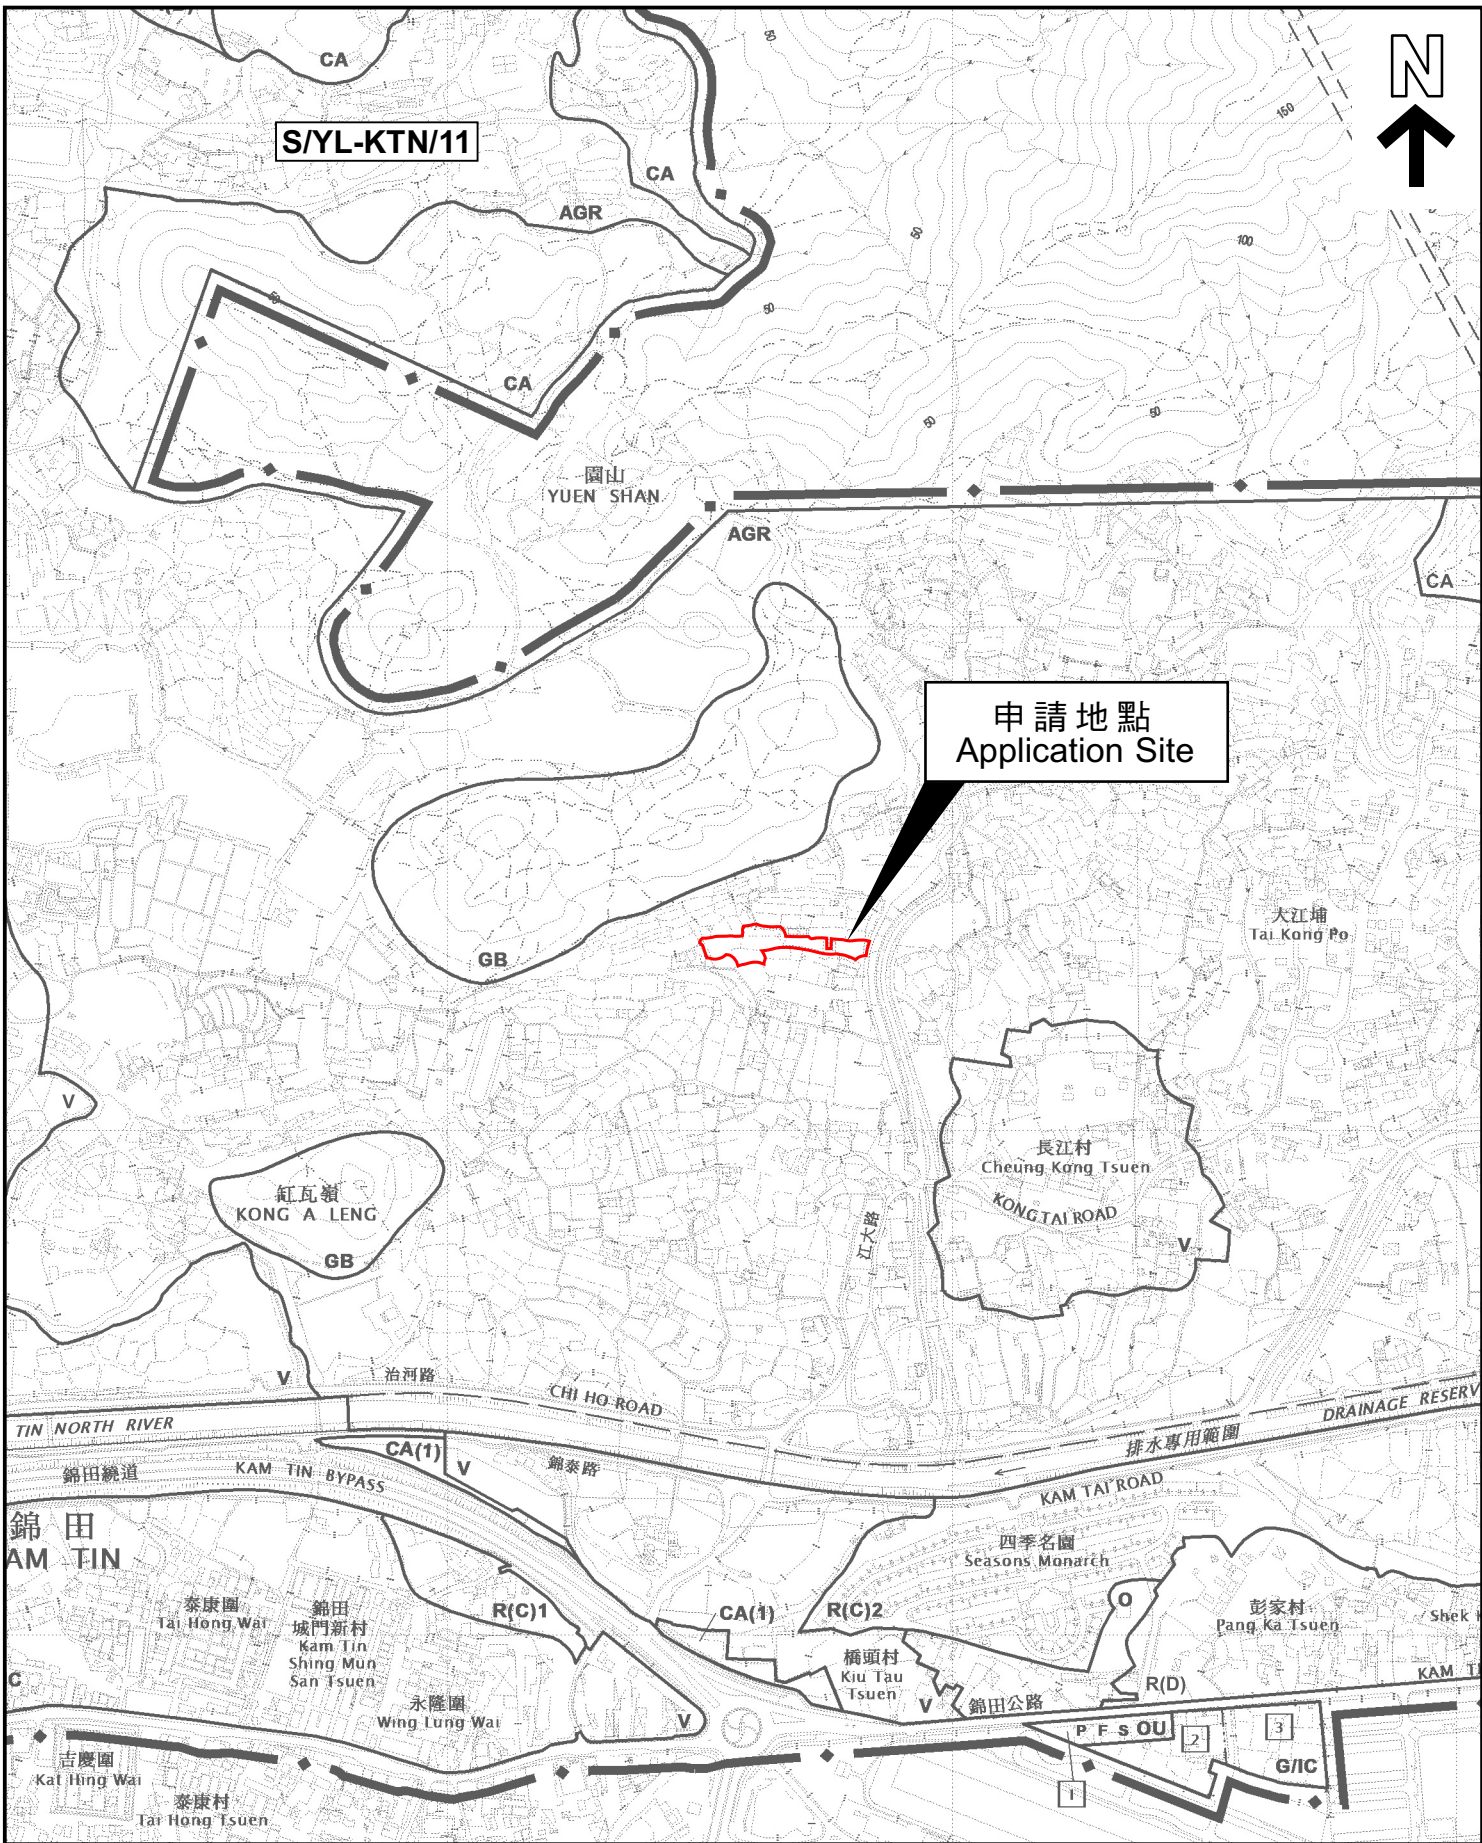 CA
N
S/YL-KTN/11
50
150
CA
AGR
50
100
50
50
CA
50
50
園山
YUEN SHAN
AGR
CA
申請地點
Application Site
大江埔
Tai Kong Po
GB
V
長江村
Cheung Kong Tsuen
KONG TAI ROAD
缸瓦嶺
KONG A LENG
江大路
V
GB
V
治河路
CHI HO ROAD
TIN NORTH RIVER
DRAINAGE RESERV
排水專用範圍
CA(1)
V
錦泰路
錦田繞道
KAM TIN BYPASS
KAM TAI ROAD
錦田
AM TIN
四季名園
Seasons Monarch
泰康圍
Tai Hong Wai
錦田
城門新村
Kam Tin
Shing Mun
San Tsuen
R(C)1
CA(1)
R(C)2
O
彭家村
Pang Ka Tsuen
Shek
橋頭村
Kiu Tau
Tsuen
C
KAM TI
R(D)
永隆圍
Wing Lung Wai
V
V
錦田公路
P F S OU
2
3
G/IC
吉慶圍
Kat Hing Wai
1
泰康村
Tai Hong Tsuen